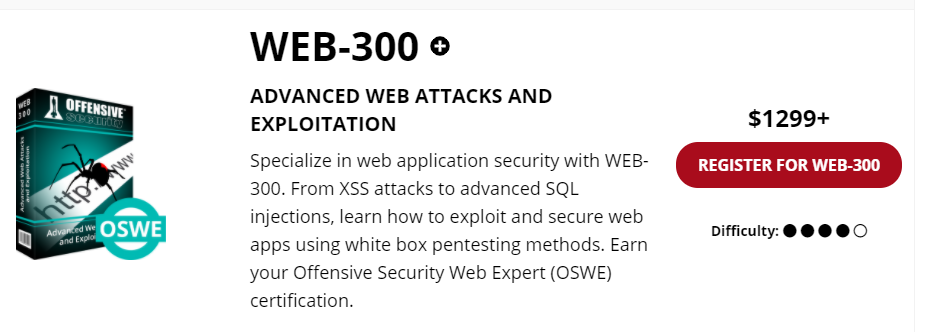 WEB-300
ADVANCED WEB ATTACKS AND
EXPLOITATION
Specialize in web application security with WEB-
300. From XSS attacks to advanced SQL
injections, learn how to exploit and secure web
apps using white box pentesting methods. Earn
your Offensive Security Web Expert (OSWE)
certification.
$1299+
REGISTER FOR WEB-300
Difficulty:
WEB
300
OFFENSIVE
security
Advanced Web Attacks
and Exploitation
http://www
Advanced We
and Exploi
OSWE